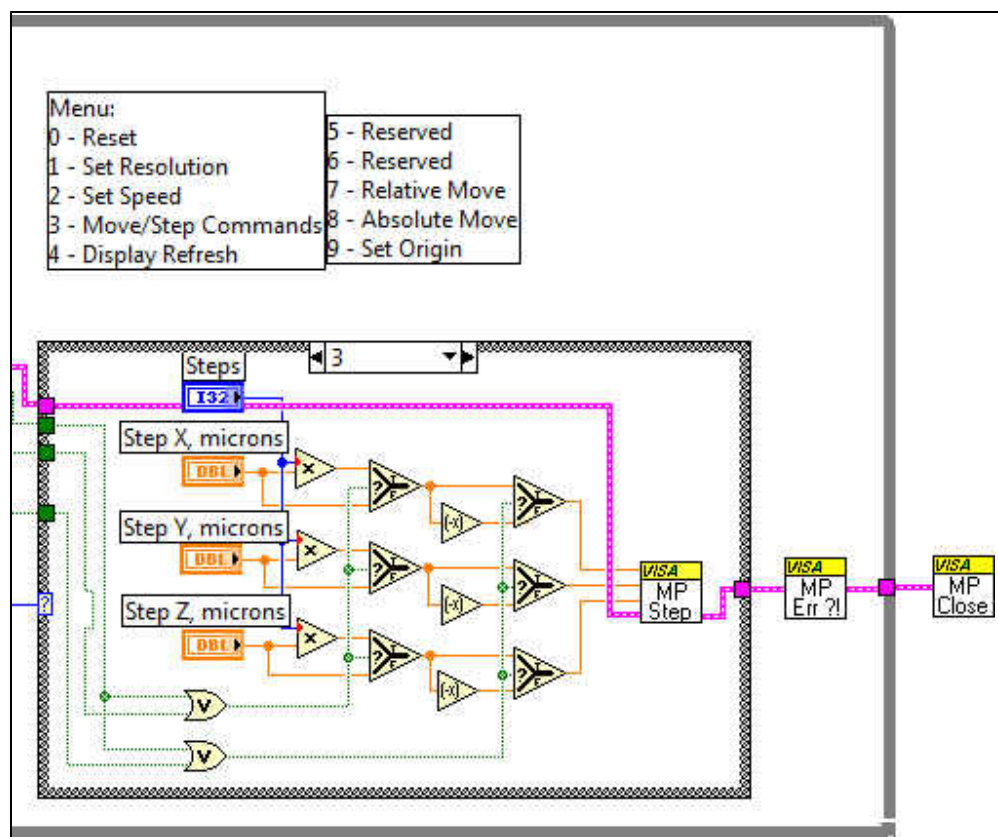 Menu:
0 - Reset
1 - Set Resolution
2 - Set Speed
3 - Move/Step Commands
4 - Display Refresh
5 - Reserved
6 - Reserved
7 - Relative Move
8 - Absolute Move
9 - Set Origin
3
Steps
I32
Step X, microns
DBL
Step Y, microns
DBL
Step Z, microns
DBL
x
x
x
?
T
F
?
T
F
?
T
F
?
T
F
?
T
F
?
T
F
(-x)
(-x)
(-x)
?
V
V
VISA
MP
Step
VISA
MP
Err ?!
VISA
MP
Close